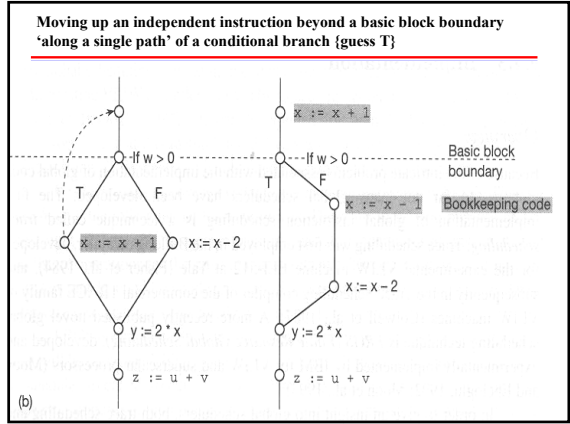 Moving up an independent instruction beyond a basic block boundary
‘along a single path’ of a conditional branch {guess T}
x := x + 1
If w > 0
If w > 0
Basic block
boundary
T
F
T
F
x := x - 1
Bookkeeping code
x := x + 1
x := x – 2
x := x – 2
y := 2 * x
y := 2 * x
z := u + v
z := u + v
(b)